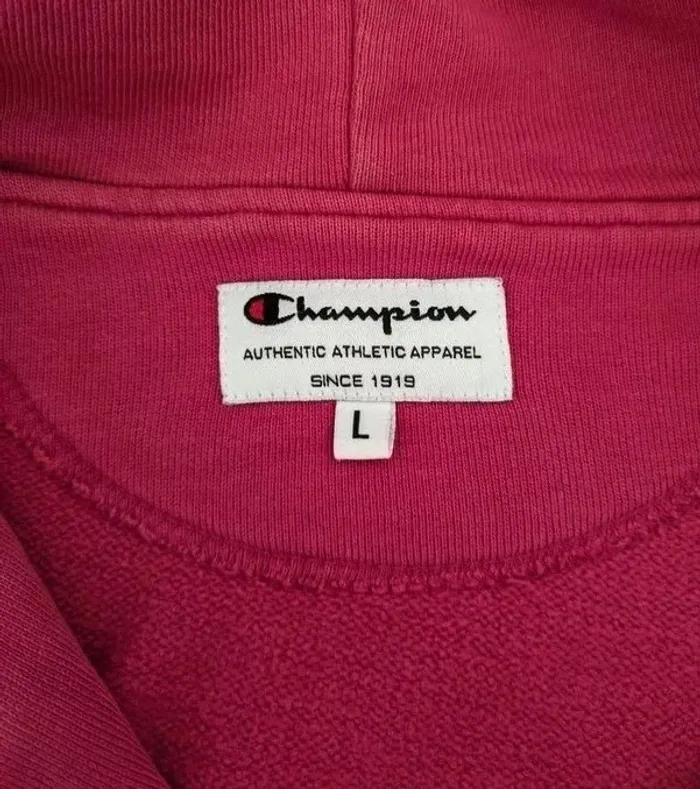 Champion
AUTHENTIC ATHLETIC APPAREL
SINCE 1919
L